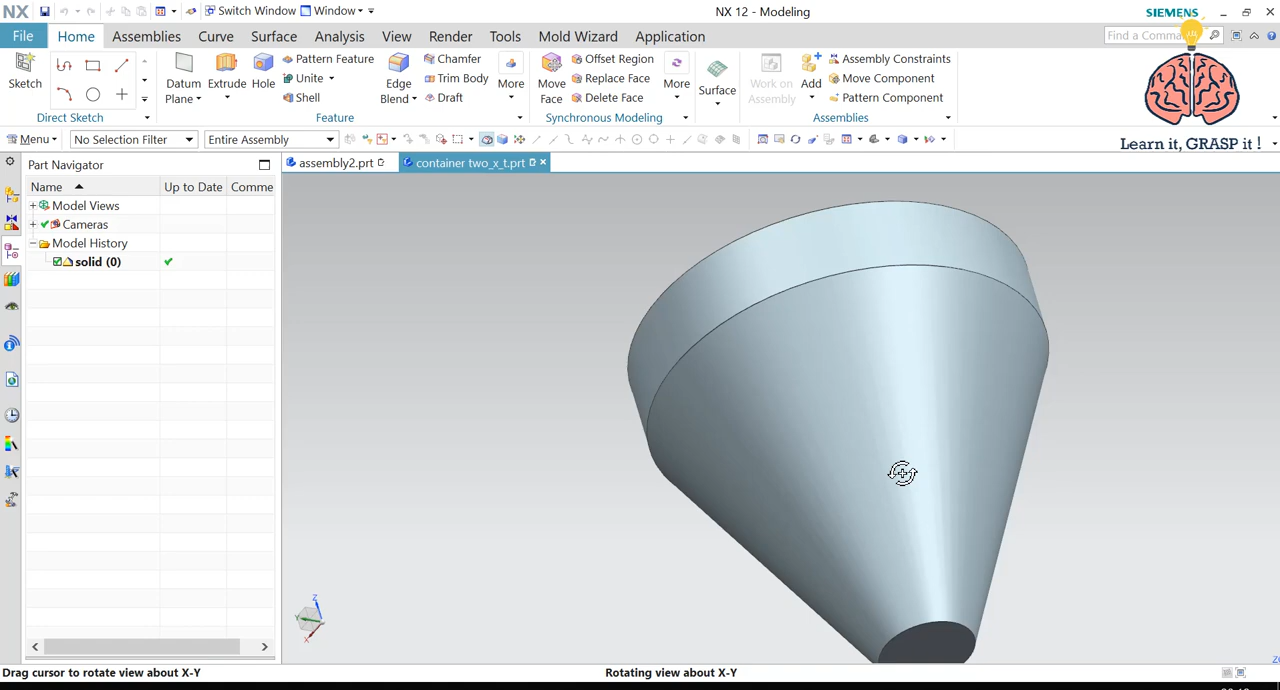 NX Switch Window Window NX 12 - Modeling SIEMENS
File Home Assemblies Curve Surface Analysis View Render Tools Mold Wizard Application Find a Comma
Sketch Datum Plane Extrude Hole Pattern Feature Unite Shell Edge Blend Chamfer Trim Body Draft More Move Face Offset Region Replace Face Delete Face More Surface Work on Assembly Add Assembly Constraints Move Component Pattern Component
Direct Sketch Feature Synchronous Modeling Assemblies
Learn it, GRASP it !
Menu No Selection Filter Entire Assembly
Part Navigator assembly2.prt container two_x_t.prt
Name Up to Date Comme
Model Views
Cameras
Model History
solid (0)
Z
Y
X
Drag cursor to rotate view about X-Y Rotating view about X-Y